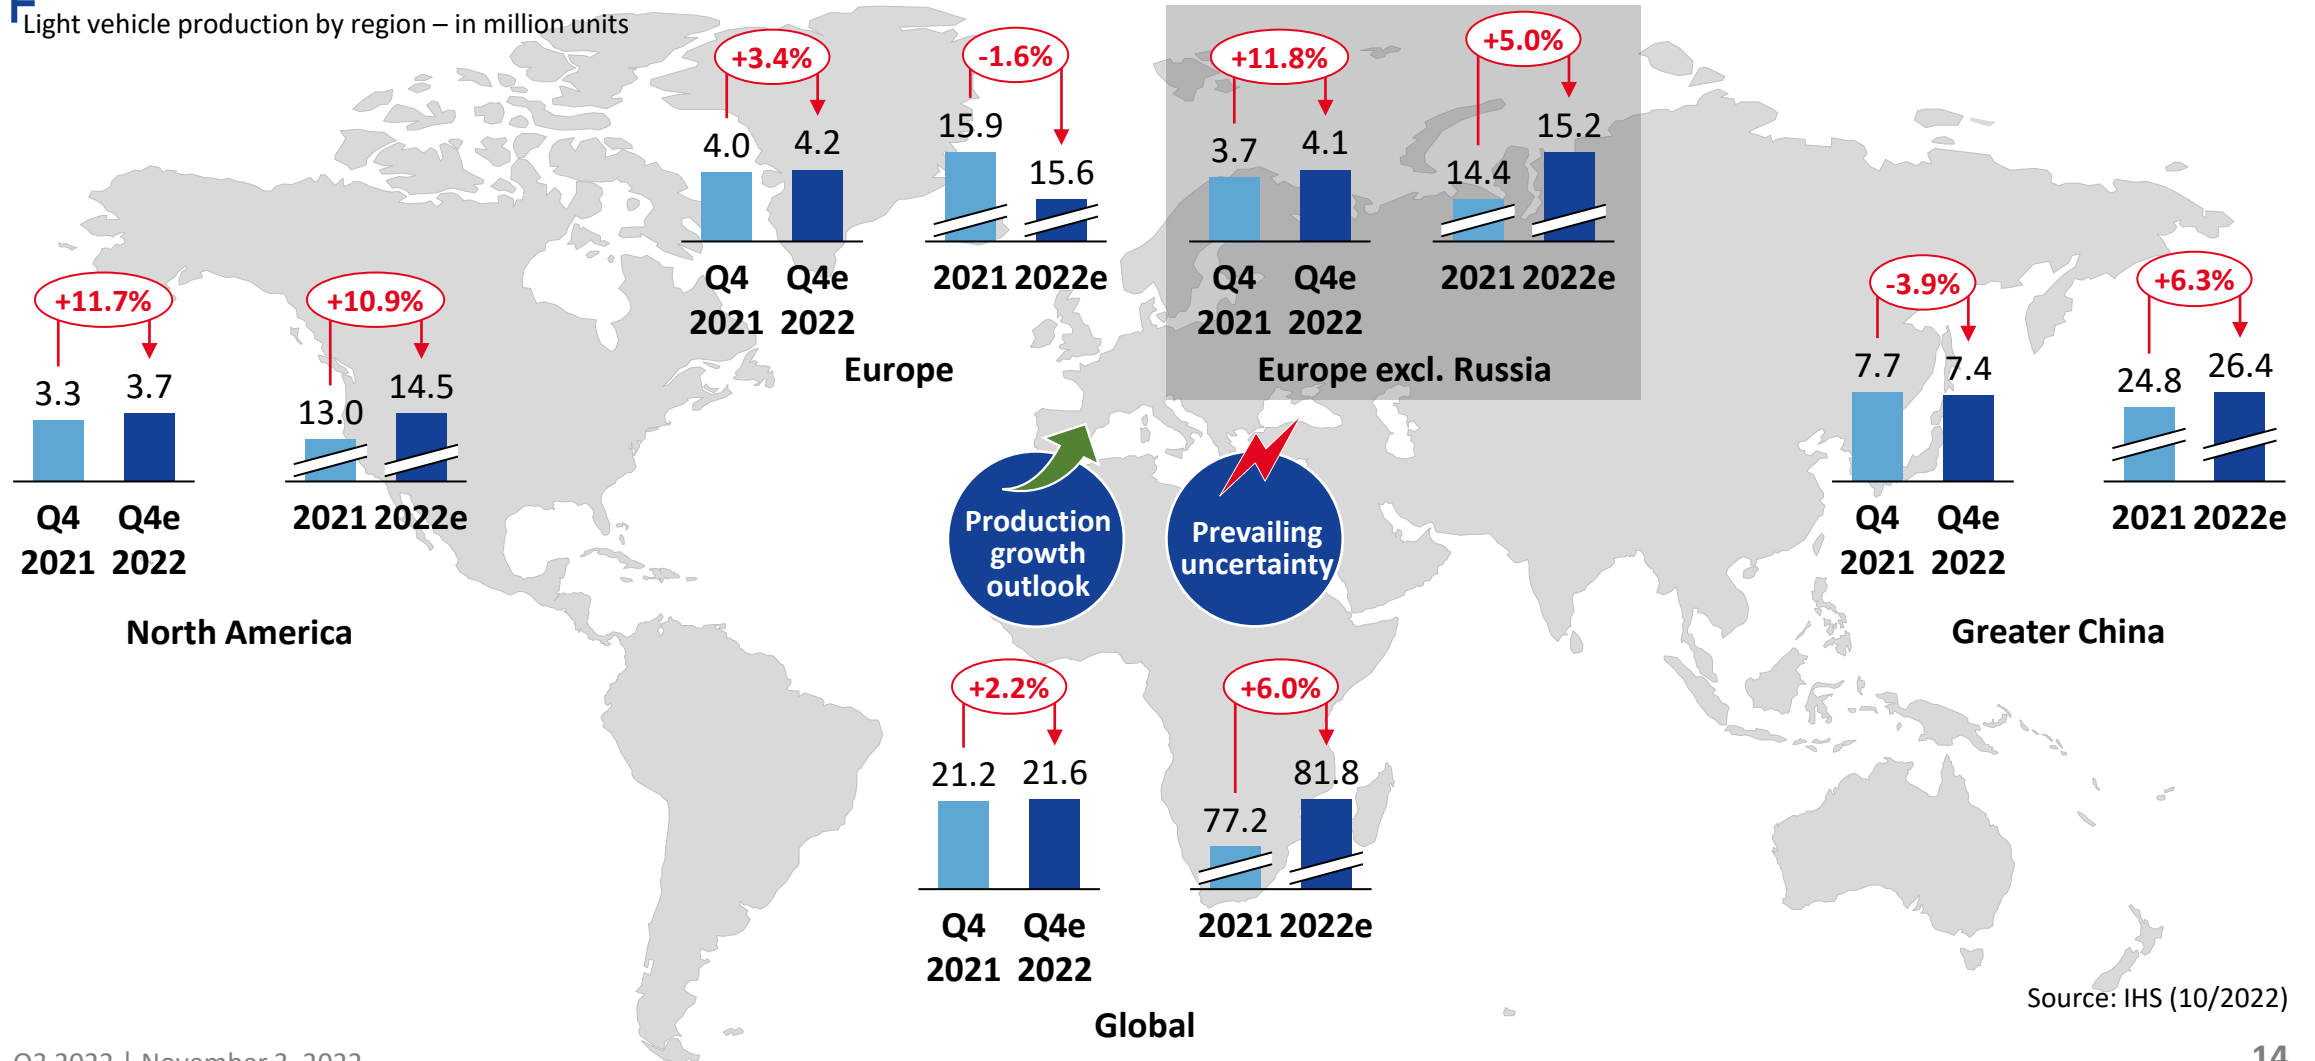 Light vehicle production by region – in million units
+3.4%
-1.6%
4.0 4.2
15.9 15.6
Q4 Q4e
2021 2022
2021 2022e
Europe
+11.8%
+5.0%
3.7 4.1
14.4 15.2
Q4 Q4e
2021 2022
2021 2022e
Europe excl. Russia
+11.7%
+10.9%
3.3 3.7
13.0 14.5
Q4 Q4e
2021 2022
2021 2022e
North America
-3.9%
+6.3%
7.7 7.4
24.8 26.4
Q4 Q4e
2021 2022
2021 2022e
Greater China
Production
growth
outlook
Prevailing
uncertainty
+2.2%
+6.0%
21.2 21.6
77.2 81.8
Q4 Q4e
2021 2022
2021 2022e
Global
Source: IHS (10/2022)
Q3 2022 | November 3, 2022
14